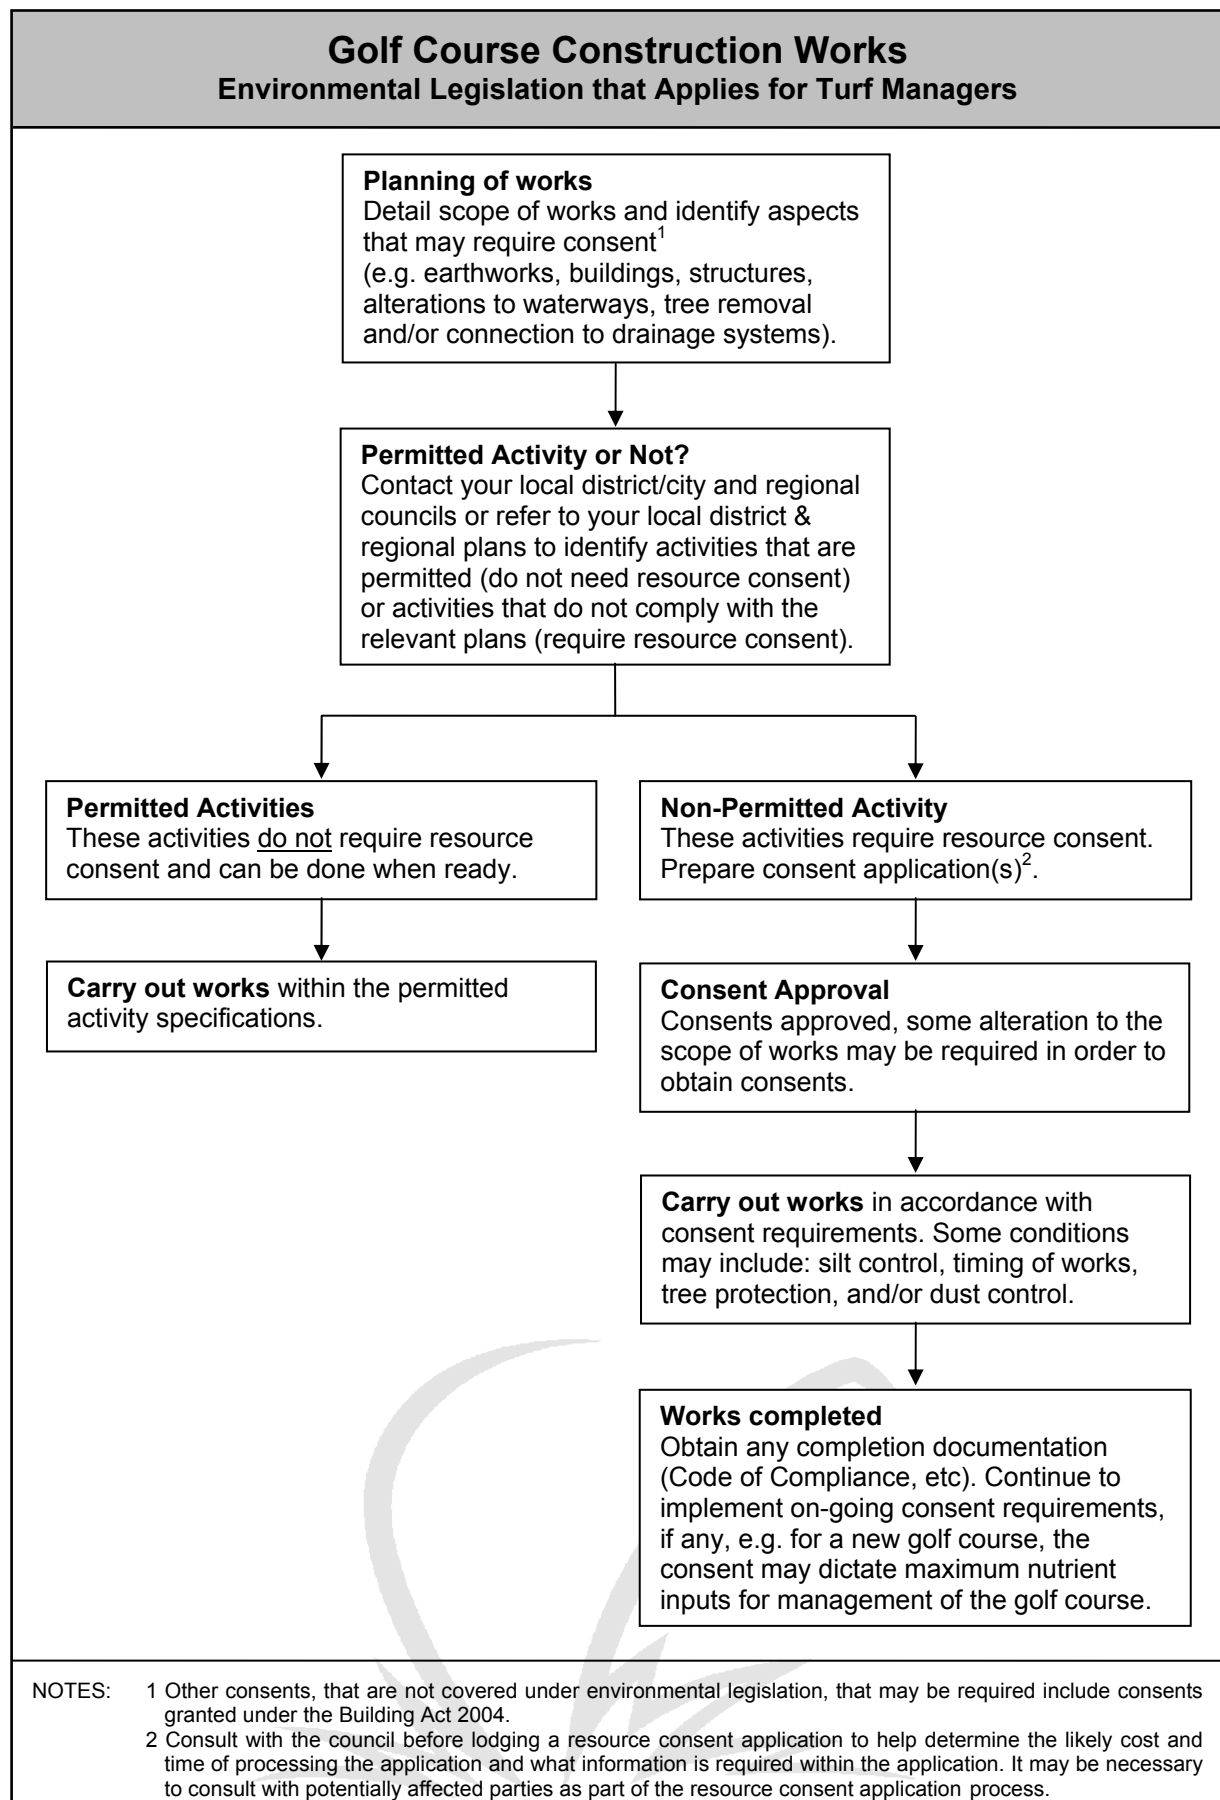 Golf Course Construction Works
Environmental Legislation that Applies for Turf Managers
Planning of works
Detail scope of works and identify aspects
that may require consent1
(e.g. earthworks, buildings, structures,
alterations to waterways, tree removal
and/or connection to drainage systems).
Permitted Activity or Not?
Contact your local district/city and regional
councils or refer to your local district &
regional plans to identify activities that are
permitted (do not need resource consent)
or activities that do not comply with the
relevant plans (require resource consent).
Permitted Activities
These activities do not require resource
consent and can be done when ready.
Carry out works within the permitted
activity specifications.
Non-Permitted Activity
These activities require resource consent.
Prepare consent application(s)2.
Consent Approval
Consents approved, some alteration to the
scope of works may be required in order to
obtain consents.
Carry out works in accordance with
consent requirements. Some conditions
may include: silt control, timing of works,
tree protection, and/or dust control.
Works completed
Obtain any completion documentation
(Code of Compliance, etc). Continue to
implement on-going consent requirements,
if any, e.g. for a new golf course, the
consent may dictate maximum nutrient
inputs for management of the golf course.
NOTES: 1 Other consents, that are not covered under environmental legislation, that may be required include consents
granted under the Building Act 2004.
2 Consult with the council before lodging a resource consent application to help determine the likely cost and
time of processing the application and what information is required within the application. It may be necessary
to consult with potentially affected parties as part of the resource consent application process.